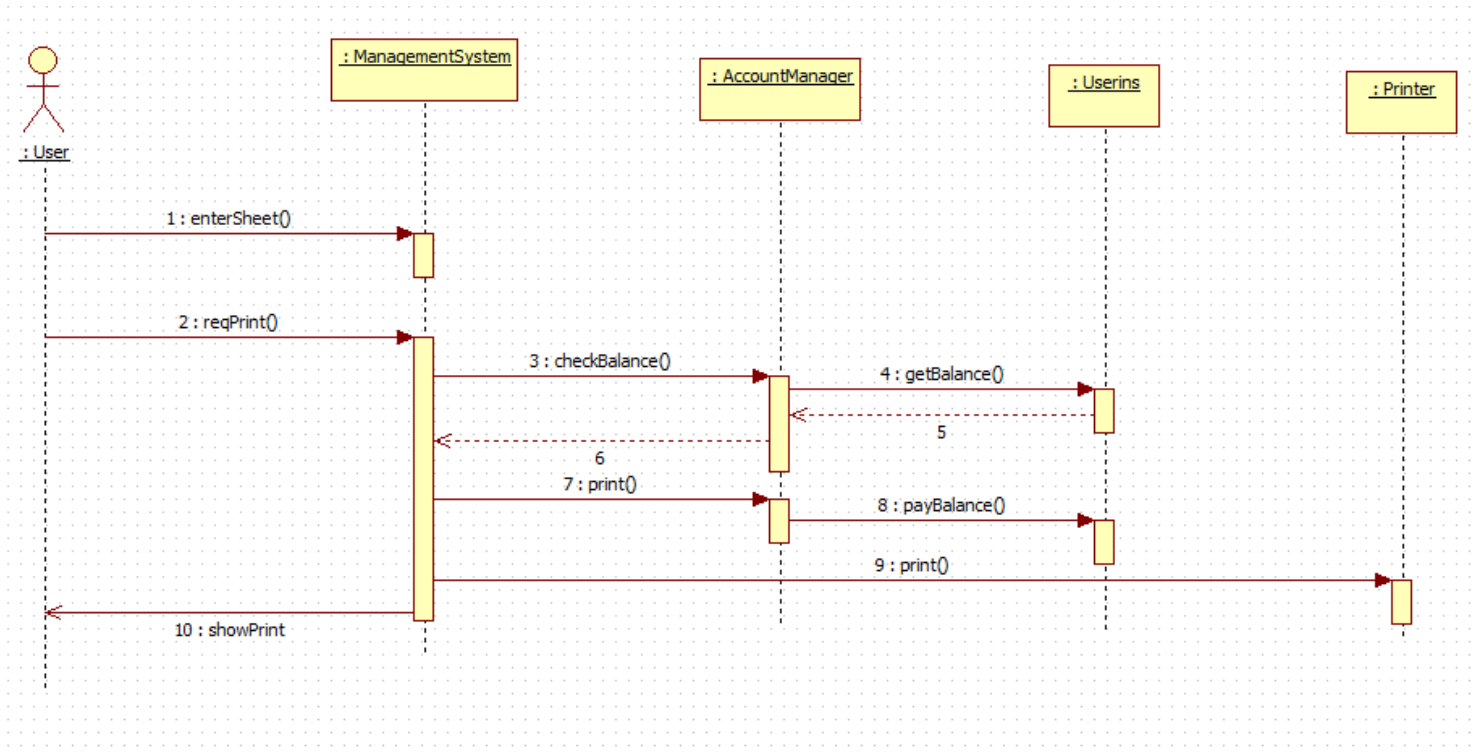 : ManagementSystem
: AccountManager
: Userins
: Printer
: User
1 : enterSheet()
2 : reqPrint()
3 : checkBalance()
4 : getBalance()
5
6
7 : print()
8 : payBalance()
9 : print()
10 : showPrint